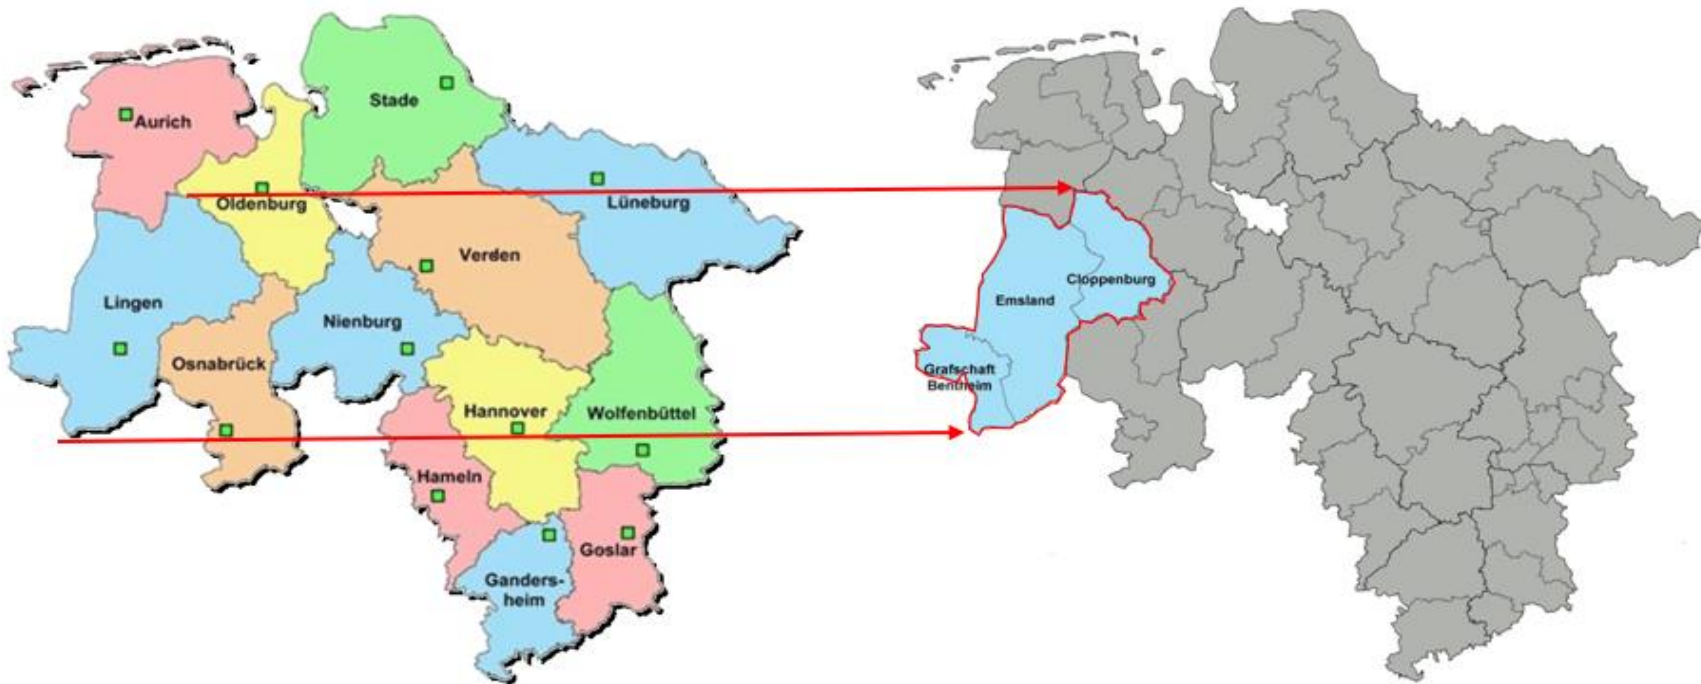 Stade
Aurich
Oldenburg
Lüneburg
Verden
Lingen
Nienburg
Osnabrück
Hannover
Wolfenbüttel
Hameln
Goslar
Ganders-
heim
Cloppenburg
Emsland
Grafschaft
Bentheim